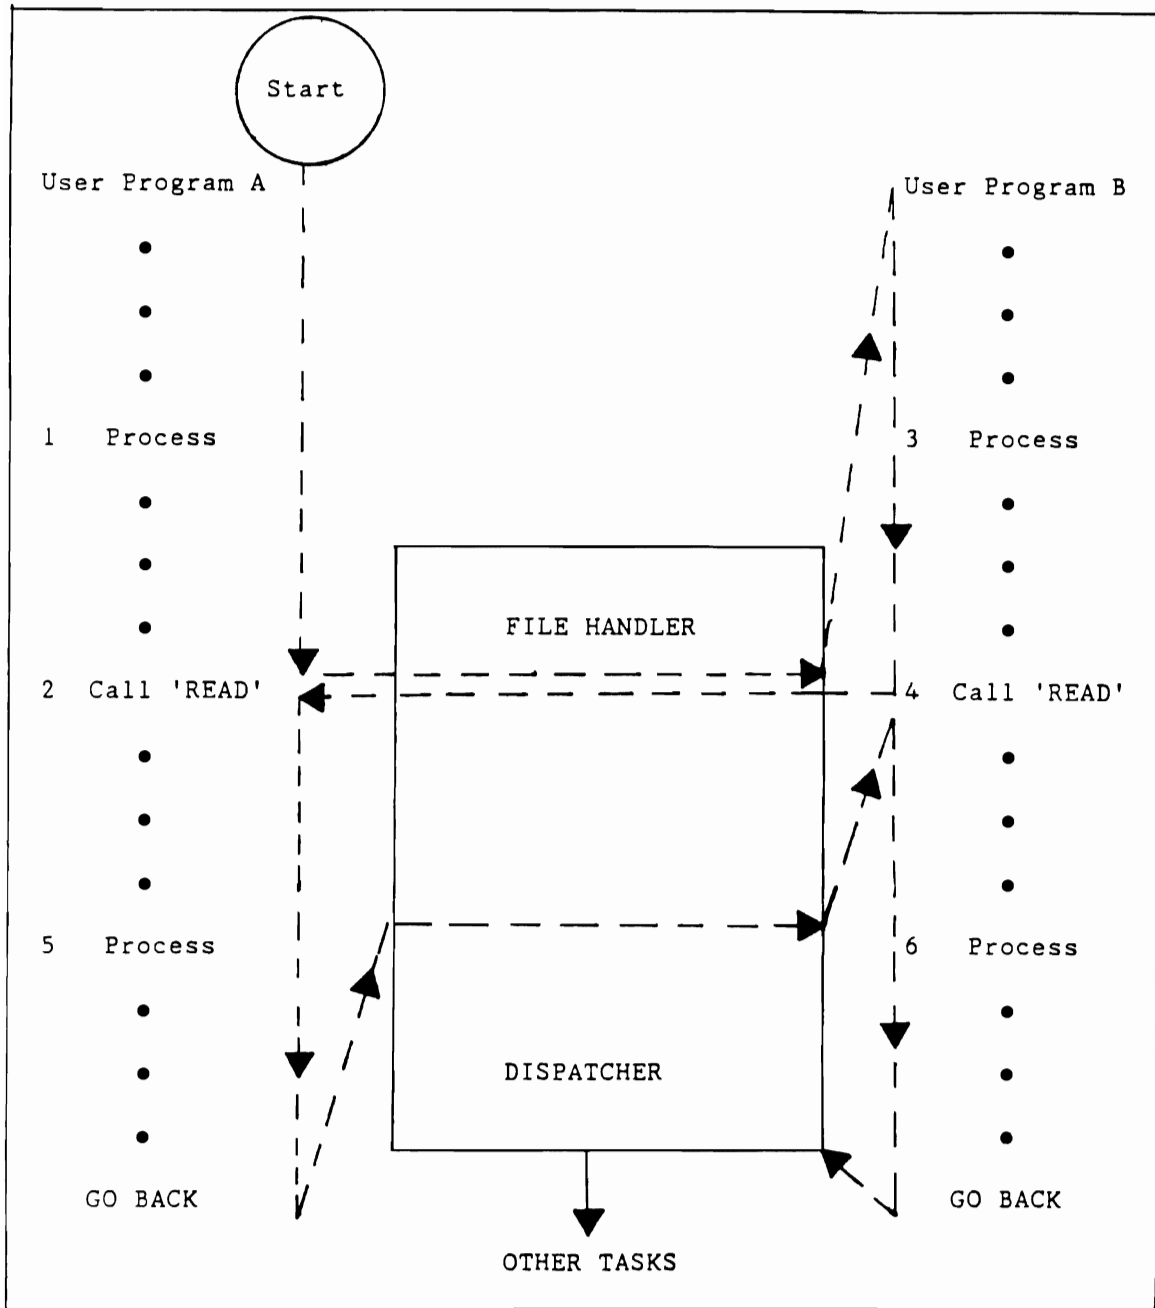 Start
User Program A
1 Process
2 Call 'READ'
5 Process
GO BACK
FILE HANDLER
DISPATCHER
OTHER TASKS
User Program B
3 Process
4 Call 'READ'
6 Process
GO BACK